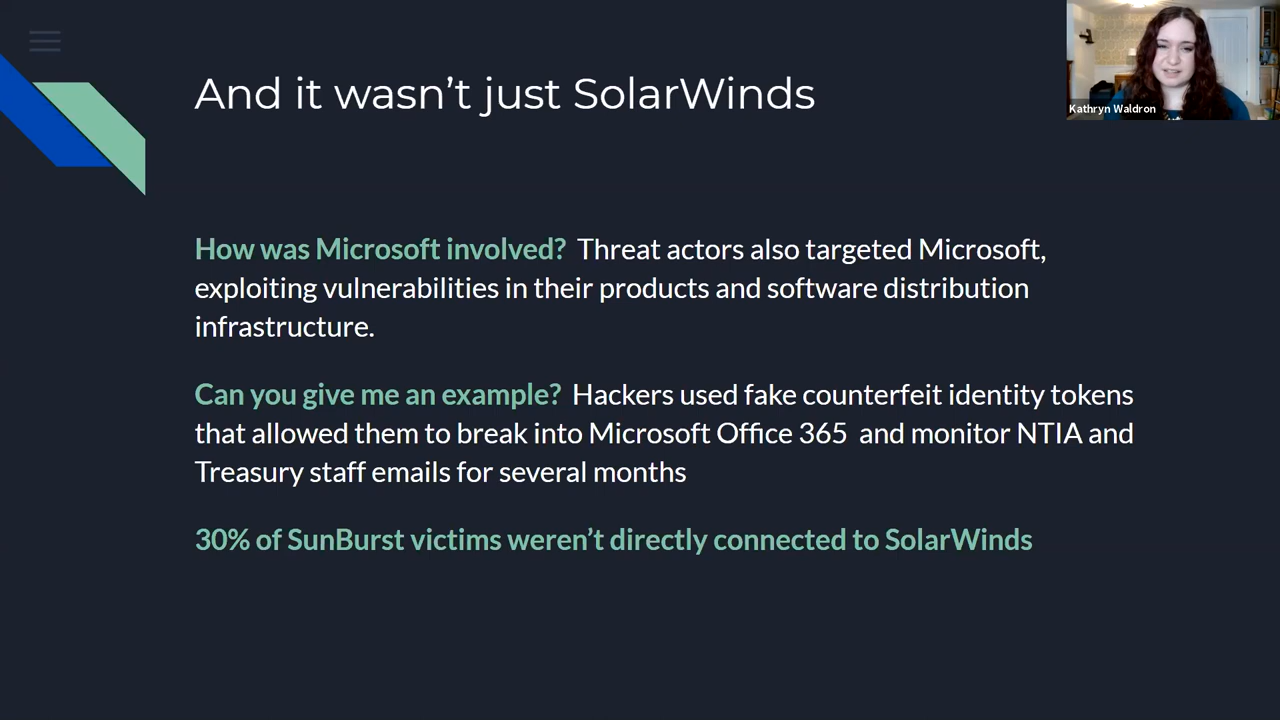 And it wasn’t just SolarWinds
Kathryn Waldron
How was Microsoft involved? Threat actors also targeted Microsoft,
exploiting vulnerabilities in their products and software distribution
infrastructure.
Can you give me an example? Hackers used fake counterfeit identity tokens
that allowed them to break into Microsoft Office 365 and monitor NTIA and
Treasury staff emails for several months
30% of SunBurst victims weren’t directly connected to SolarWinds